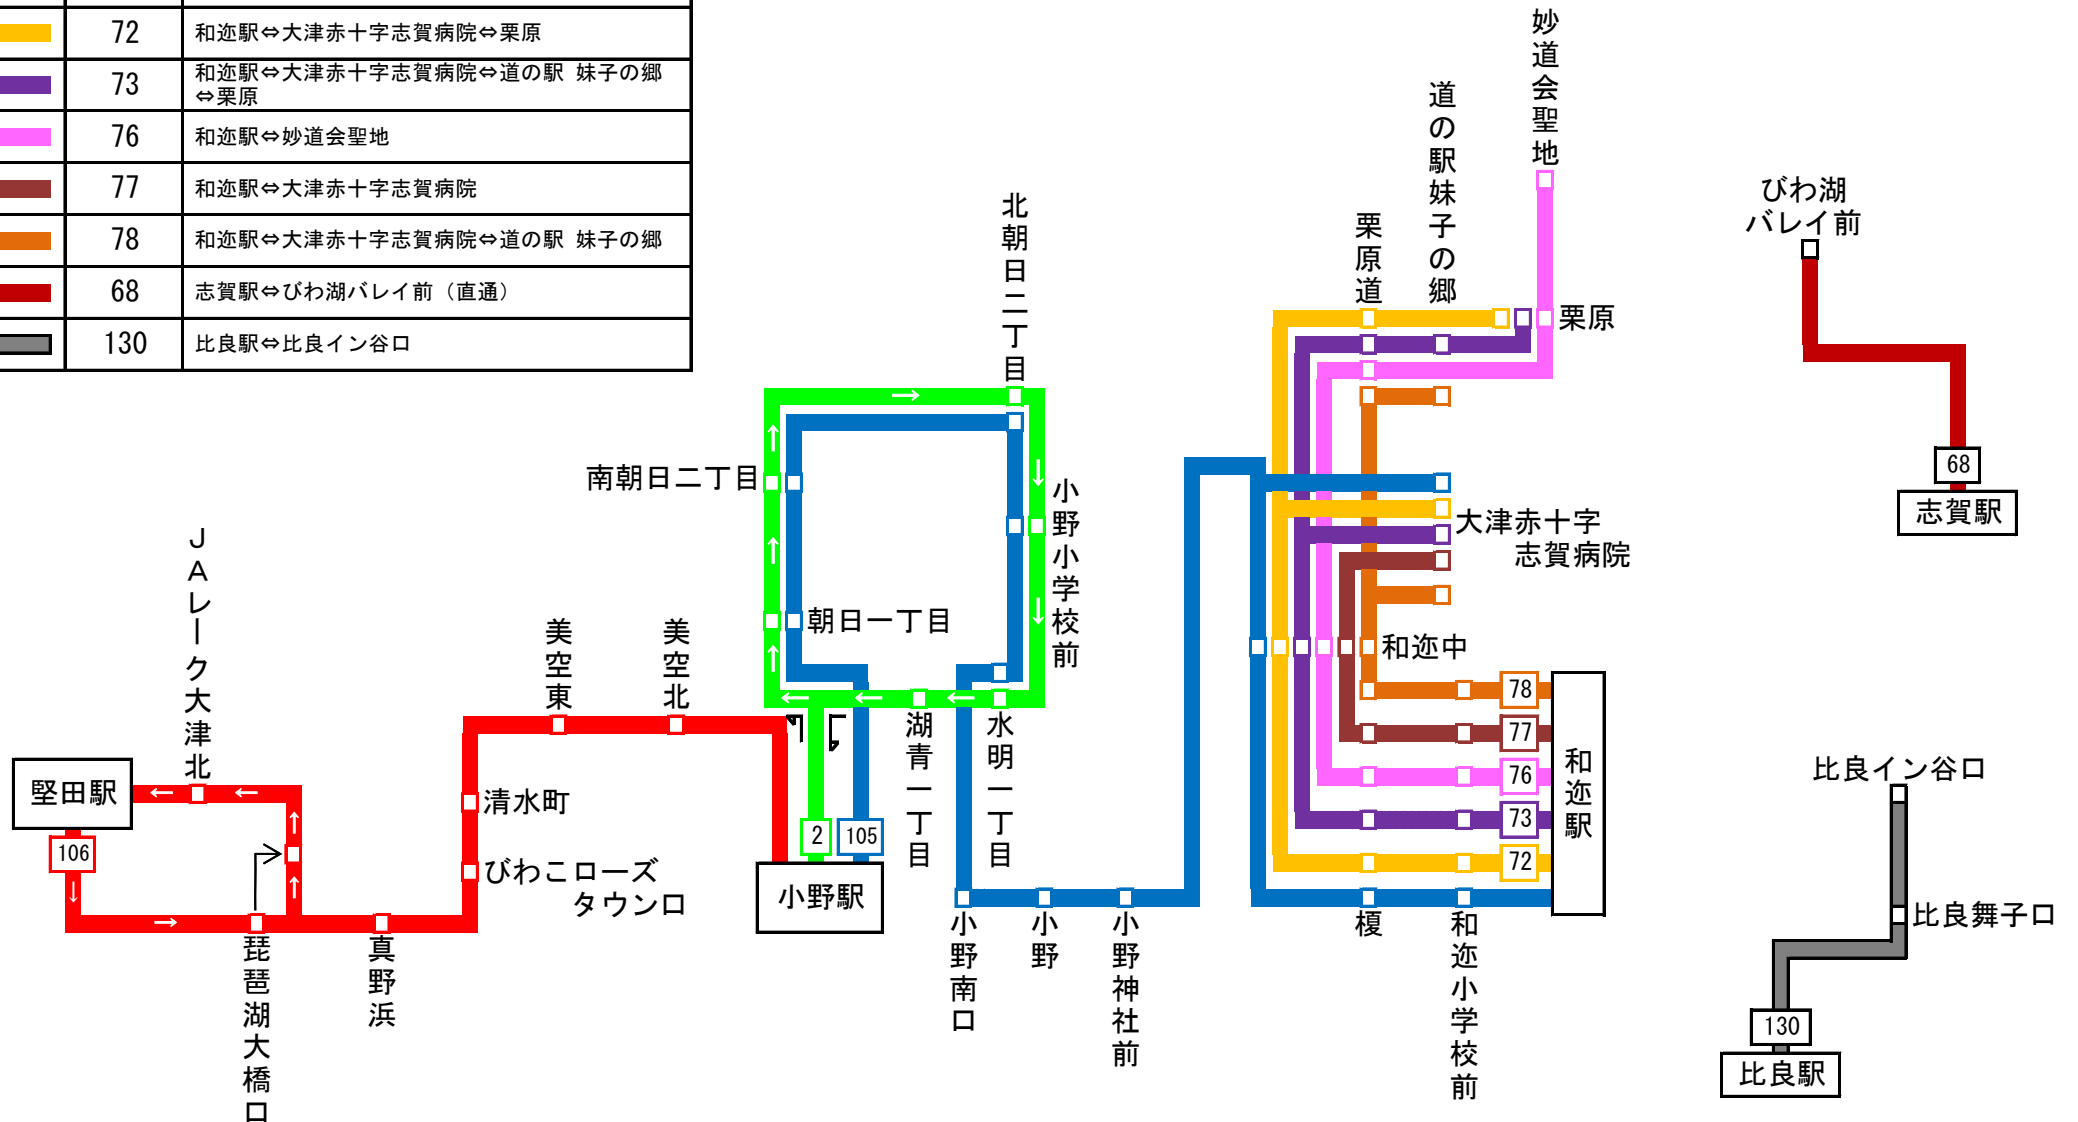 72 和迩駅⇔大津赤十字志賀病院⇔栗原
73 和迩駅⇔大津赤十字志賀病院⇔道の駅 妹子の郷
⇔栗原
76 和迩駅⇔妙道会聖地
77 和迩駅⇔大津赤十字志賀病院
78 和迩駅⇔大津赤十字志賀病院⇔道の駅 妹子の郷
68 志賀駅⇔びわ湖バレイ前（直通）
130 比良駅⇔比良イン谷口
妙道会聖地
道の駅妹子の郷
栗原道
栗原
北朝日二丁目
南朝日二丁目
小野小学校前
朝日一丁目
湖青一丁目
水明一丁目
美空東
美空北
JAレーク大津北
堅田駅
106
清水町
びわこローズ
タウン口
琵琶湖大橋口
真野浜
2
105
小野駅
小野南口
小野
小野神社前
大津赤十字
志賀病院
和迩中
78
77
76
73
72
和迩駅
榎
和迩小学校前
びわ湖
バレイ前
68
志賀駅
比良イン谷口
比良舞子口
130
比良駅